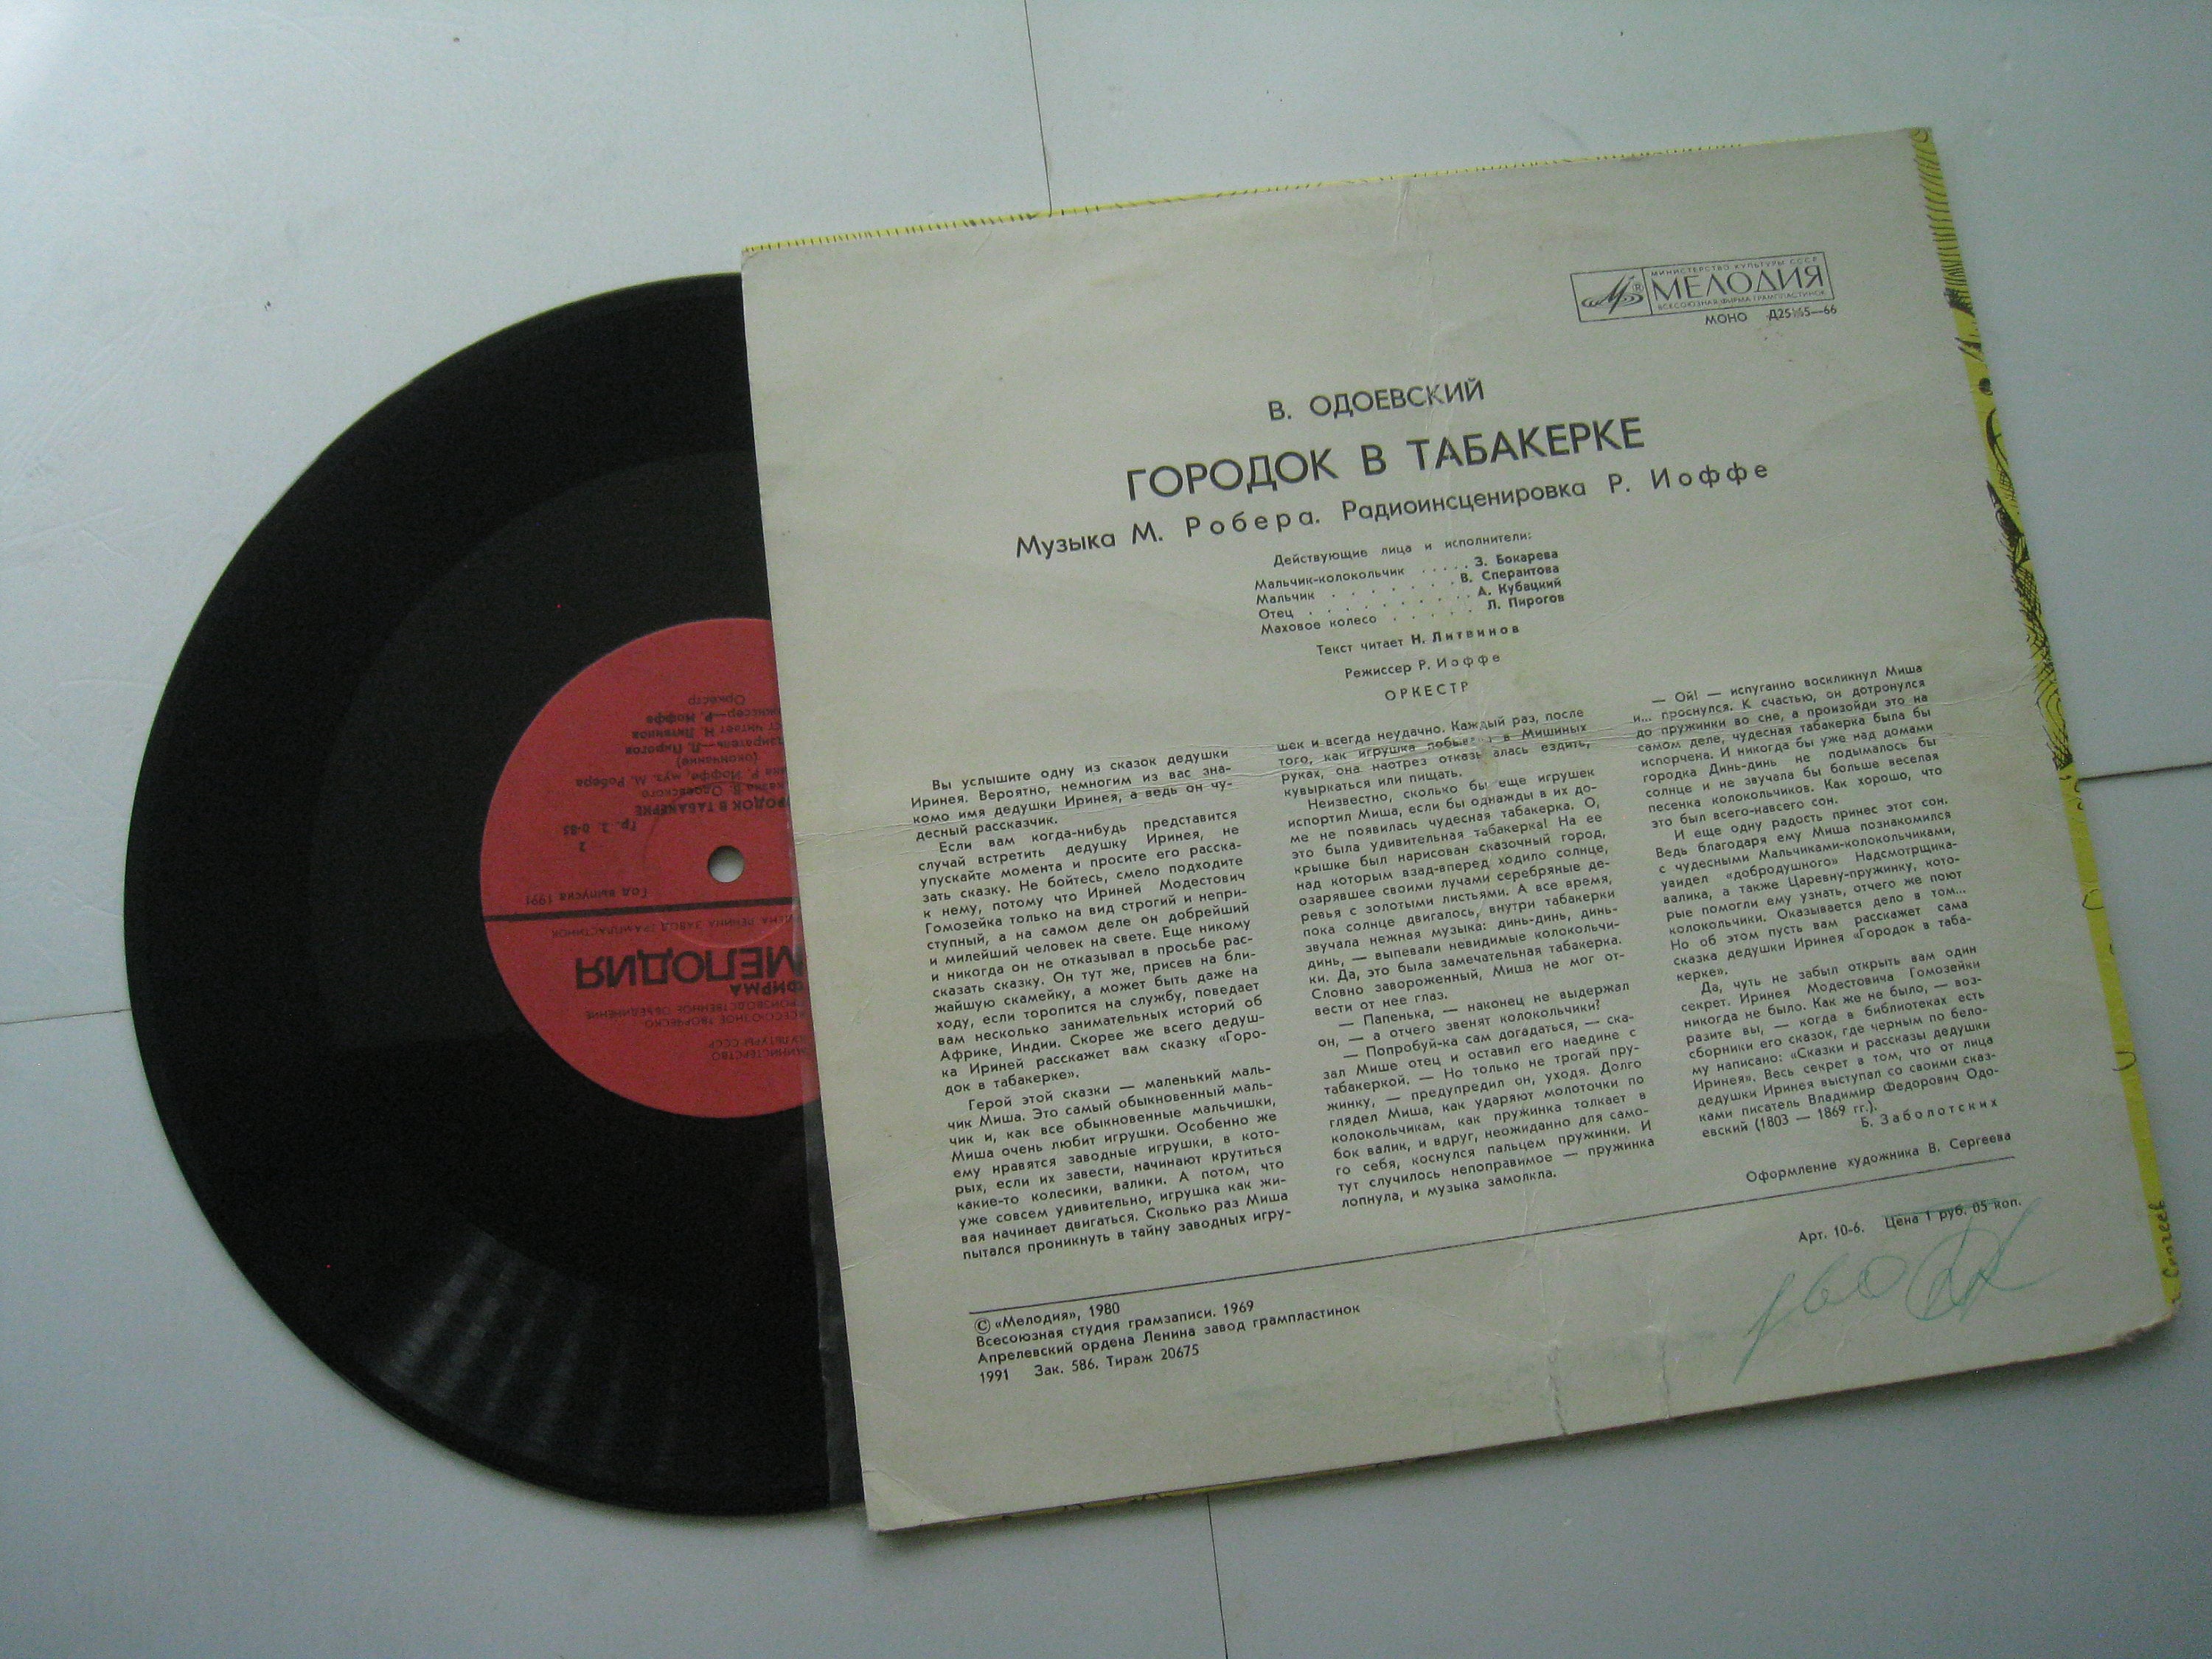 МИНИСТЕРСТВО КУЛЬТУРЫ СССР
МЕЛОДИЯ
ВСЕСОЮЗНАЯ ФИРМА ГРАМПЛАСТИНОК
МОНО
В. ОДОЕВСКИЙ
ГОРОДОК В ТАБАКЕРКЕ
Музыка М. Робера. Радиоинсценировка Р. Иоффе
Действующие лица и исполнители:
Мальчик-колокольчик . . . . . З. Бокарева
Мальчик . . . . . . . . В. Сперантова
Отец . . . . . . . . . . А. Кубацкий
Маховое колесо . . . . . . Л. Пирогов
Текст читает Н. Литвинов
Режиссер Р. Иоффе
ОРКЕСТР
Вы услышите одну из сказок дедушки
Иринея. Вероятно, немногим из вас зна-
комо имя дедушки Иринея, а ведь он чу-
десный рассказчик.
Если вам когда-нибудь представится
случай встретить дедушку Иринея, не
упускайте момента и просите его расска-
зать сказку. Не бойтесь, смело подходите
к нему, потому что Ириней Модестович
Гомозейка только на вид строгий и непри-
ступный, а на самом деле он добрейший
и милейший человек на свете. Еще никому
и никогда он не отказывал в просьбе рас-
сказать сказку. Он тут же, присев на бли-
жайшую скамейку, а может быть даже на
ходу, если торопится на службу, поведает
вам несколько занимательных историй об
Африке, Индии. Скорее же всего дедуш-
ка Ириней расскажет вам сказку «Горо-
док в табакерке».
Герой этой сказки — маленький маль-
чик Миша. Это самый обыкновенный маль-
чик и, как все обыкновенные мальчишки,
Миша очень любит игрушки. Особенно же
ему нравятся заводные игрушки, в кото-
рых, если их завести, начинают крутиться
какие-то колесики, валики. А потом, что
уже совсем удивительно, игрушка как жи-
вая начинает двигаться. Сколько раз Миша
пытался проникнуть в тайну заводных игру-
шек и всегда неудачно. Каждый раз, после
того, как игрушка побывает в Мишиных
руках, она наотрез отказывалась ездить,
кувыркаться или пищать.
Неизвестно, сколько бы еще игрушек
испортил Миша, если бы однажды в их до-
ме не появилась чудесная табакерка. О,
это была удивительная табакерка! На ее
крышке был нарисован сказочный город,
над которым взад-вперед ходило солнце,
озарявшее своими лучами серебряные де-
ревья с золотыми листьями. А все время,
пока солнце двигалось, внутри табакерки
звучала нежная музыка: динь-динь, динь-
динь, — выпевали невидимые колокольчи-
ки. Да, это была замечательная табакерка.
Словно завороженный, Миша не мог от-
вести от нее глаз.
— Папенька, — наконец не выдержал
он, — а отчего звенят колокольчики?
— Попробуй-ка сам догадаться, — ска-
зал Мише отец и оставил его наедине с
табакеркой. — Но только не трогай пру-
жинку, — предупредил он, уходя. Долго
глядел Миша, как ударяют молоточки по
колокольчикам, как пружинка толкает в
бок валик, и вдруг, неожиданно для само-
го себя, коснулся пальцем пружинки. И
тут случилось непоправимое — пружинка
лопнула, и музыка замолкла.
— Ой! — испуганно воскликнул Миша
и... проснулся. К счастью, он дотронулся
до пружинки во сне, а произойди это на
самом деле, чудесная табакерка была бы
испорчена. И никогда бы уже над домами
городка Динь-динь не подымалось бы
солнце и не звучала бы больше веселая
песенка колокольчиков. Как хорошо, что
это был всего-навсего сон.
И еще одну радость принес этот сон.
Ведь благодаря ему Миша познакомился
с чудесными Мальчиками-колокольчиками,
увидел «добродушного» Надсмотрщика-
валика, а также Царевну-пружинку, кото-
рые помогли ему узнать, отчего же поют
колокольчики. Оказывается дело в том...
Но об этом пусть вам расскажет сама
сказка дедушки Иринея «Городок в таба-
керке».
Да, чуть не забыл открыть вам один
секрет. Иринея Модестовича Гомозейки
никогда не было. Как же не было, — воз-
разите вы, — когда в библиотеках есть
сборники его сказок, где черным по бело-
му написано: «Сказки и рассказы дедушки
Иринея». Весь секрет в том, что от лица
дедушки Иринея выступал со своими сказ-
ками писатель Владимир Федорович Одо-
евский (1803 — 1869 гг.).
Б. Заболотских
Оформление художника В. Сергеева
Арт. 10-6. Цена 1 руб. 05 коп.
© «Мелодия», 1980
Всесоюзная студия грамзаписи. 1969
Апрелевский ордена Ленина завод грампластинок
1991 Зак. 586. Тираж 20675
КУЛЬТУРЫ СССР
ПРОИЗВОДСТВЕННОЕ ОБЪЕДИНЕНИЕ
ФИРМА
МЕЛОДИЯ
ЛЕНИНА ЗАВОД ГРАМПЛАСТИНОК
Год выпуска 1991
2
В ТАБАКЕРКЕ
В. Одоевского
Р. Иоффе, муз. М. Робера
(окончание)
Л. Пирогов
читает Н. Литвинов
Р. Иоффе
Оркестр